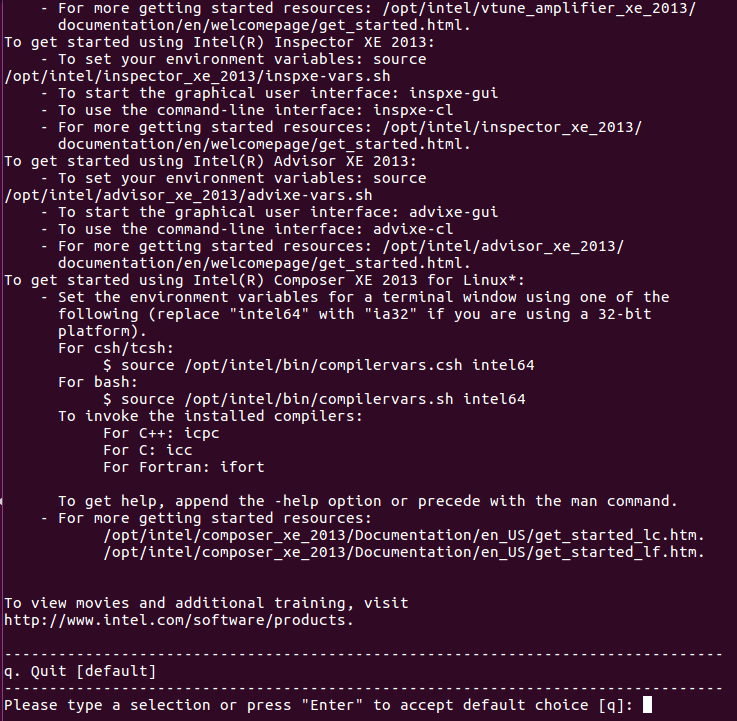 - For more getting started resources: /opt/intel/vtune_amplifier_xe_2013/
documentation/en/welcomepage/get_started.html.
To get started using Intel(R) Inspector XE 2013:
- To set your environment variables: source
/opt/intel/inspector_xe_2013/inspxe-vars.sh
- To start the graphical user interface: inspxe-gui
- To use the command-line interface: inspxe-cl
- For more getting started resources: /opt/intel/inspector_xe_2013/
documentation/en/welcomepage/get_started.html.
To get started using Intel(R) Advisor XE 2013:
- To set your environment variables: source
/opt/intel/advisor_xe_2013/advixe-vars.sh
- To start the graphical user interface: advixe-gui
- To use the command-line interface: advixe-cl
- For more getting started resources: /opt/intel/advisor_xe_2013/
documentation/en/welcomepage/get_started.html.
To get started using Intel(R) Composer XE 2013 for Linux*:
- Set the environment variables for a terminal window using one of the
following (replace "intel64" with "ia32" if you are using a 32-bit
platform).
For csh/tcsh:
$ source /opt/intel/bin/compilervars.csh intel64
For bash:
$ source /opt/intel/bin/compilervars.sh intel64
To invoke the installed compilers:
For C++: icpc
For C: icc
For Fortran: ifort
To get help, append the -help option or precede with the man command.
- For more getting started resources:
/opt/intel/composer_xe_2013/Documentation/en_US/get_started_lc.htm.
/opt/intel/composer_xe_2013/Documentation/en_US/get_started_lf.htm.
To view movies and additional training, visit
http://www.intel.com/software/products.
--------------------------------------------------------------------------------
q. Quit [default]
--------------------------------------------------------------------------------
Please type a selection or press "Enter" to accept default choice [q]: